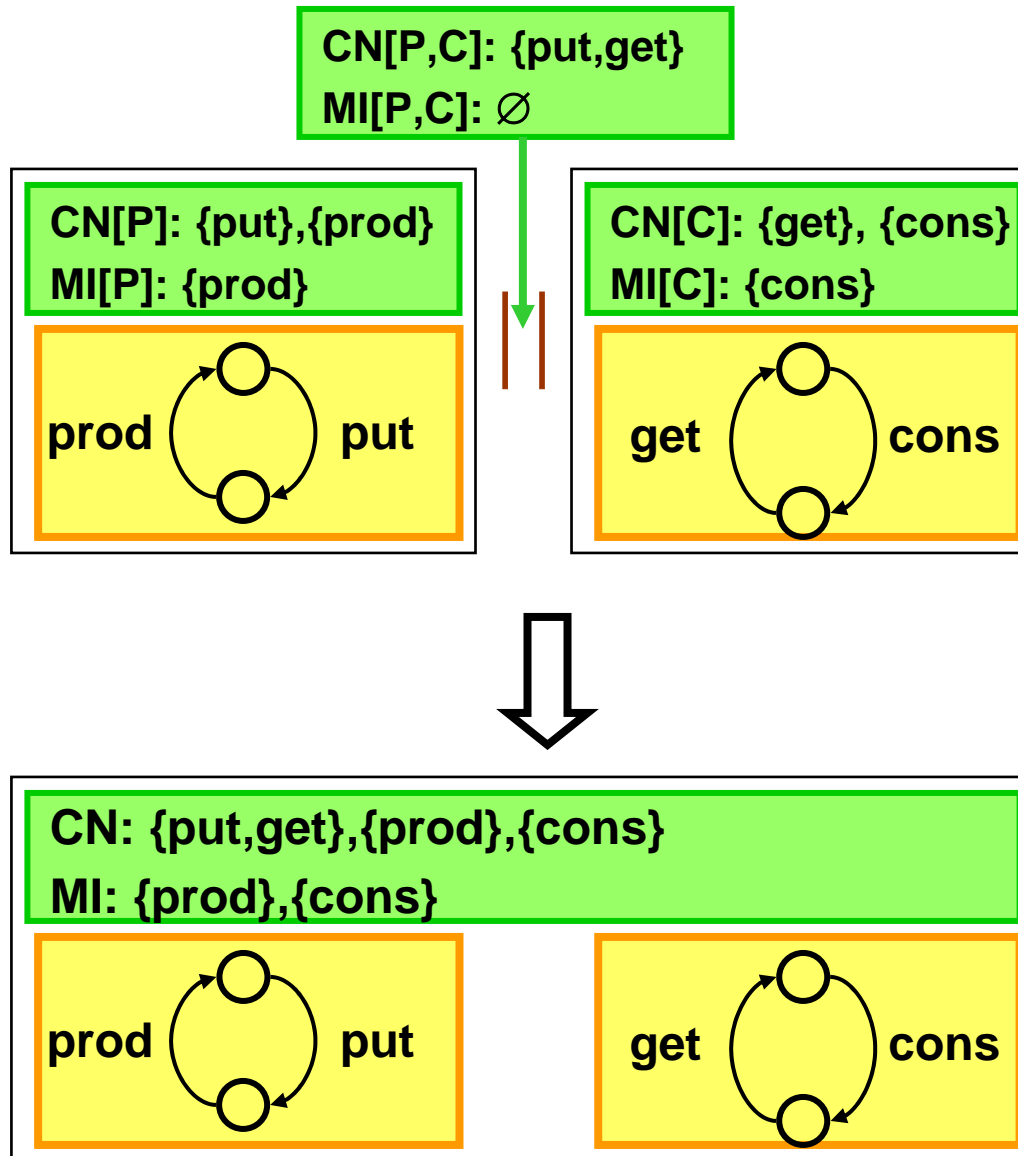 CN[P,C]: {put,get}
MI[P,C]: ∅
CN[P]: {put},{prod}
MI[P]: {prod}
CN[C]: {get}, {cons}
MI[C]: {cons}
prod put
get cons
CN: {put,get},{prod},{cons}
MI: {prod},{cons}
prod put
get cons